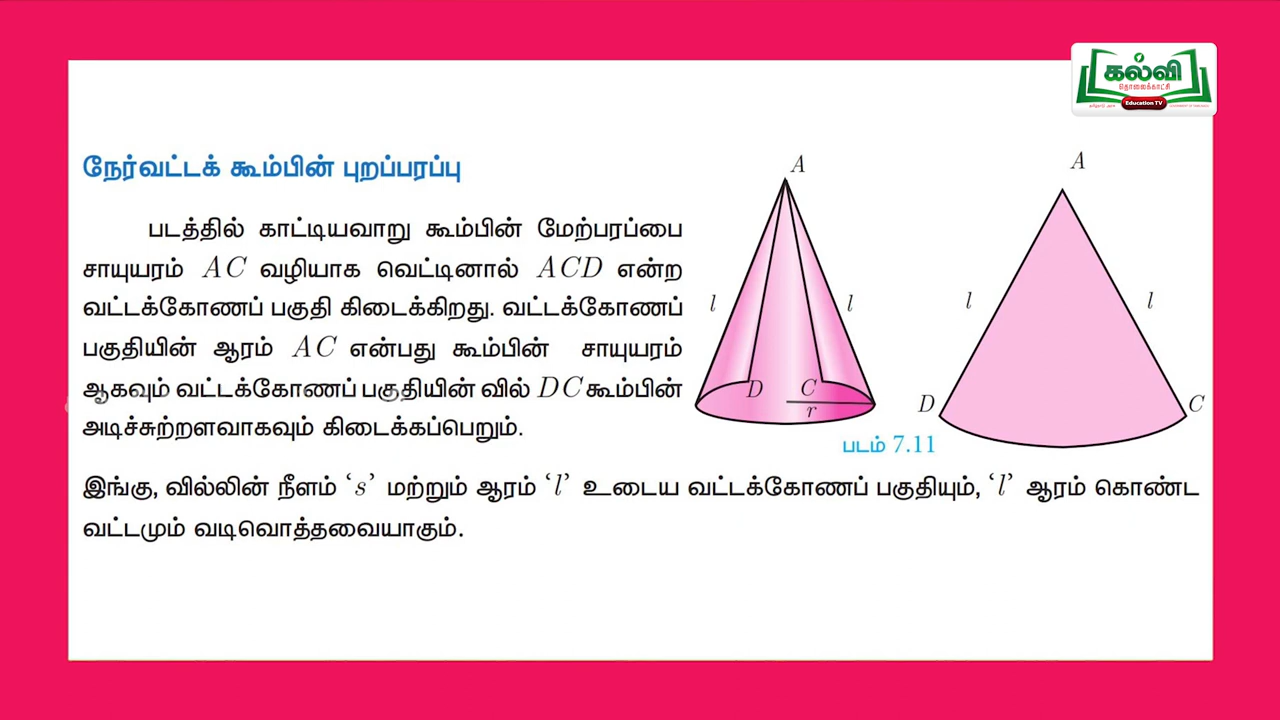 கல்வி
தொலைக்காட்சி
Education TV
நேர்வட்டக் கூம்பின் புறப்பரப்பு
படத்தில் காட்டியவாறு கூம்பின் மேற்பரப்பை
சாயுயரம் AC வழியாக வெட்டினால் ACD என்ற
வட்டக்கோணப் பகுதி கிடைக்கிறது. வட்டக்கோணப்
பகுதியின் ஆரம் AC என்பது கூம்பின் சாயுயரம்
ஆகவும் வட்டக்கோணப் பகுதியின் வில் DC கூம்பின்
அடிச்சுற்றளவாகவும் கிடைக்கப்பெறும்.
A
l
l
D
C
r
A
l
l
D
C
படம் 7.11
இங்கு, வில்லின் நீளம் ‘s’ மற்றும் ஆரம் ‘l’ உடைய வட்டக்கோணப் பகுதியும், ‘l’ ஆரம் கொண்ட
வட்டமும் வடிவொத்தவையாகும்.